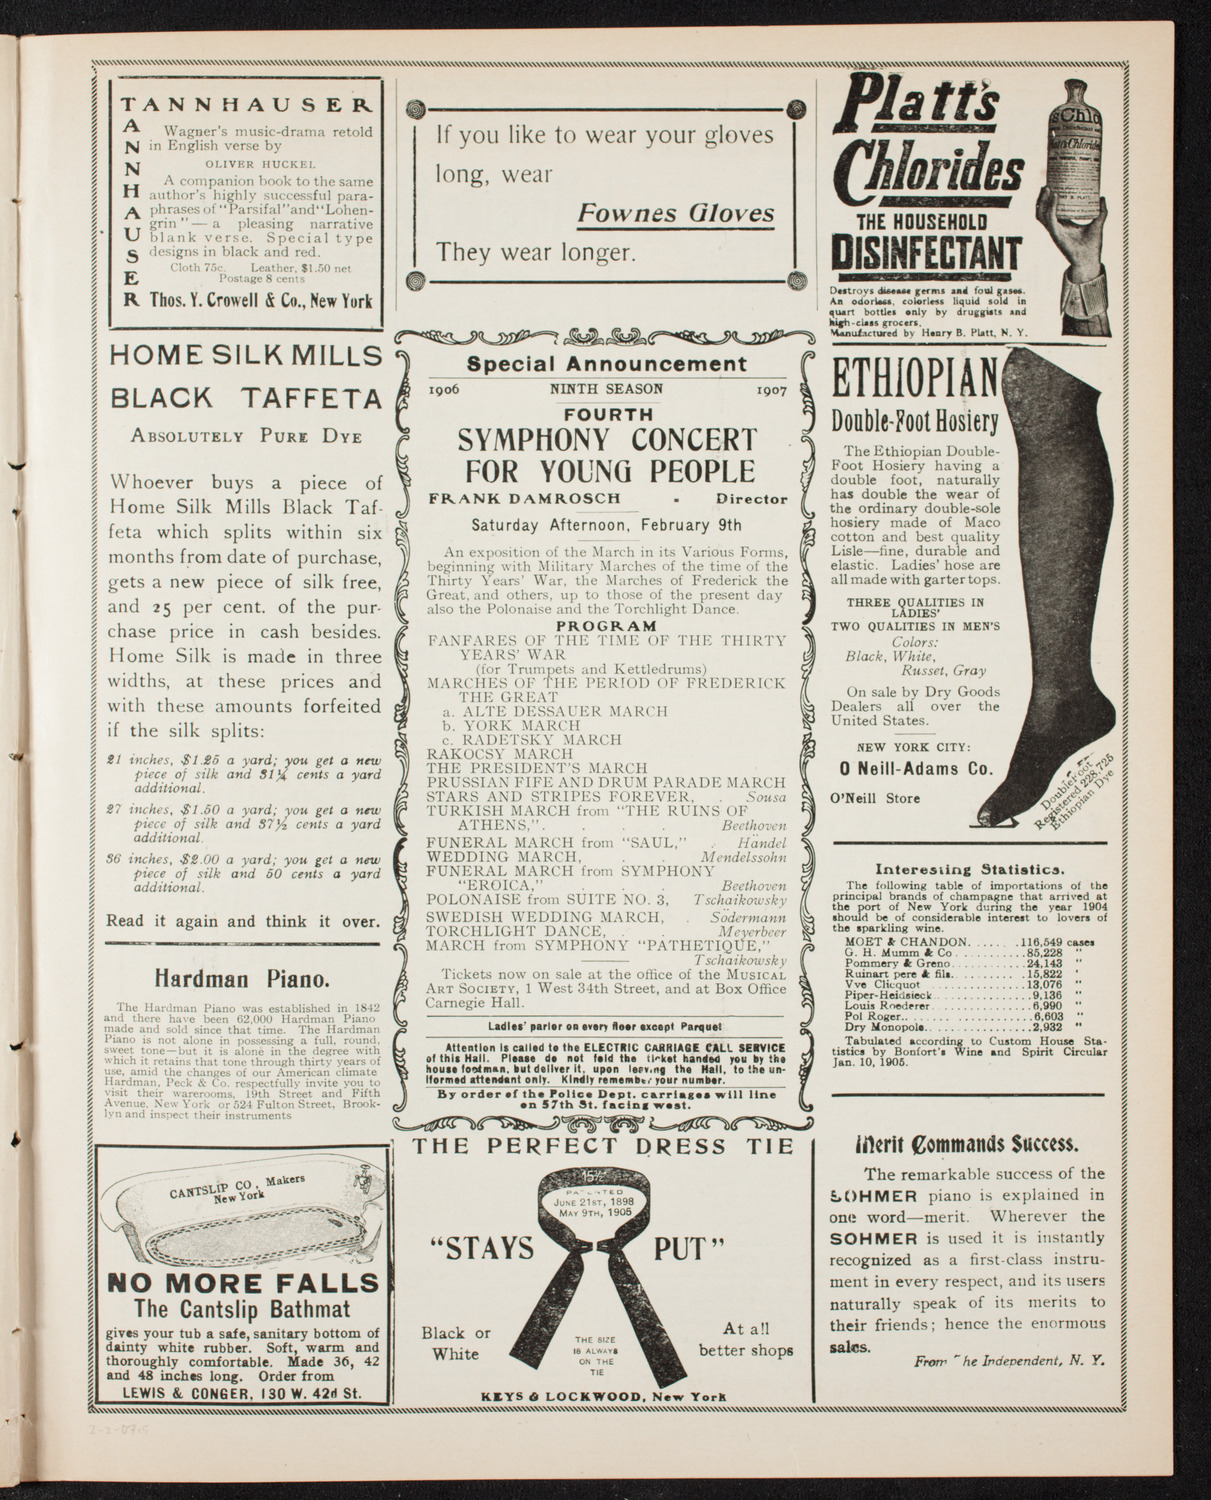 TANNHAUSER
TANNHAUSER
Wagner's music-drama retold
in English verse by
OLIVER HUCKEL
A companion book to the same
author's highly successful para-
phrases of "Parsifal" and "Lohen-
grin"—a pleasing narrative
blank verse. Special type
designs in black and red.
Cloth 75c. Leather, $1.50 net
Postage 8 cents
Thos. Y. Crowell & Co., New York
HOME SILK MILLS
BLACK TAFFETA
ABSOLUTELY PURE DYE
Whoever buys a piece of
Home Silk Mills Black Taf-
feta which splits within six
months from date of purchase,
gets a new piece of silk free,
and 25 per cent. of the pur-
chase price in cash besides.
Home Silk is made in three
widths, at these prices and
with these amounts forfeited
if the silk splits:
21 inches, $1.25 a yard; you get a new
piece of silk and 31¼ cents a yard
additional.
27 inches, $1.50 a yard; you get a new
piece of silk and 37½ cents a yard
additional.
36 inches, $2.00 a yard; you get a new
piece of silk and 50 cents a yard
additional.
Read it again and think it over.
Hardman Piano.
The Hardman Piano was established in 1842
and there have been 62,000 Hardman Piano
made and sold since that time. The Hardman
Piano is not alone in possessing a full, round,
sweet tone—but it is alone in the degree with
which it retains that tone through thirty years of
use, amid the changes of our American climate
Hardman, Peck & Co. respectfully invite you to
visit their warerooms, 19th Street and Fifth
Avenue, New York or 524 Fulton Street, Brook-
lyn and inspect their instruments
CANTSLIP CO., Makers
New York
NO MORE FALLS
The Cantslip Bathmat
gives your tub a safe, sanitary bottom of
dainty white rubber. Soft, warm and
thoroughly comfortable. Made 36, 42
and 48 inches long. Order from
LEWIS & CONGER, 130 W. 42d St.
If you like to wear your gloves
long, wear
Fownes Gloves
They wear longer.
Special Announcement
1906 NINTH SEASON 1907
FOURTH
SYMPHONY CONCERT
FOR YOUNG PEOPLE
FRANK DAMROSCH - Director
Saturday Afternoon, February 9th
An exposition of the March in its Various Forms,
beginning with Military Marches of the time of the
Thirty Years' War, the Marches of Frederick the
Great, and others, up to those of the present day
also the Polonaise and the Torchlight Dance.
PROGRAM
FANFARES OF THE TIME OF THE THIRTY
YEARS' WAR
(for Trumpets and Kettledrums)
MARCHES OF THE PERIOD OF FREDERICK
THE GREAT
a. ALTE DESSAUER MARCH
b. YORK MARCH
c. RADETSKY MARCH
RAKOCSY MARCH
THE PRESIDENT'S MARCH
PRUSSIAN FIFE AND DRUM PARADE MARCH
STARS AND STRIPES FOREVER, . Sousa
TURKISH MARCH from "THE RUINS OF
ATHENS,". . . . Beethoven
FUNERAL MARCH from "SAUL," . Händel
WEDDING MARCH, . . Mendelssohn
FUNERAL MARCH from SYMPHONY
"EROICA," . . . Beethoven
POLONAISE from SUITE NO. 3, Tschaikowsky
SWEDISH WEDDING MARCH, . Södermann
TORCHLIGHT DANCE, . . Meyerbeer
MARCH from SYMPHONY "PATHETIQUE,"
Tschaikowsky
Tickets now on sale at the office of the MUSICAL
ART SOCIETY, 1 West 34th Street, and at Box Office
Carnegie Hall.
Ladies' parlor on every floor except Parquet
Attention is called to the ELECTRIC CARRIAGE CALL SERVICE
of this Hall. Please do not fold the ticket handed you by the
house footman, but deliver it, upon leaving the Hall, to the un-
iformed attendant only. Kindly remember your number.
By order of the Police Dept. carriages will line
on 57th St. facing west.
THE PERFECT DRESS TIE
15½
PATENTED
JUNE 21ST, 1898
MAY 9TH, 1905
"STAYS PUT"
Black or
White
THE SIZE
IS ALWAYS
ON THE
TIE
At all
better shops
KEYS & LOCKWOOD, New York
Platt's
Chlorides
THE HOUSEHOLD
DISINFECTANT
Destroys disease germs and foul gases.
An odorless, colorless liquid sold in
quart bottles only by druggists and
high-class grocers.
Manufactured by Henry B. Platt, N. Y.
ETHIOPIAN
Double-Foot Hosiery
The Ethiopian Double-
Foot Hosiery having a
double foot, naturally
has double the wear of
the ordinary double-sole
hosiery made of Maco
cotton and best quality
Lisle—fine, durable and
elastic. Ladies' hose are
all made with garter tops.
THREE QUALITIES IN
LADIES'
TWO QUALITIES IN MEN'S
Colors:
Black, White,
Russet, Gray
On sale by Dry Goods
Dealers all over the
United States.
NEW YORK CITY:
O Neill-Adams Co.
O'Neill Store
DoubleFoot
Registered 228,725
Ethiopian Dye
Interesting Statistics.
The following table of importations of the
principal brands of champagne that arrived at
the port of New York during the year 1904
should be of considerable interest to lovers of
the sparkling wine.
MOET & CHANDON. . . . . . .116,549 cases
G. H. Mumm & Co . . . . . . . . . . .85,228 "
Pommery & Greno. . . . . . . . . . . .24,143 "
Ruinart pere & fils. . . . . . . . . . . .15,822 "
Vve Clicquot . . . . . . . . . . . . . . .13,076 "
Piper-Heidsieck. . . . . . . . . . . . . . 9,136 "
Louis Roederer. . . . . . . . . . . . . . 6,990 "
Pol Roger.. . . . . . . . . . . . . . . . . 6,603 "
Dry Monopole.. . . . . . . . . . . . . . . 2,932 "
Tabulated according to Custom House Sta-
tistics by Bonfort's Wine and Spirit Circular
Jan. 10, 1905.
Merit Commands Success.
The remarkable success of the
SOHMER piano is explained in
one word—merit. Wherever the
SOHMER is used it is instantly
recognized as a first-class instru-
ment in every respect, and its users
naturally speak of its merits to
their friends; hence the enormous
sales.
From The Independent, N. Y.